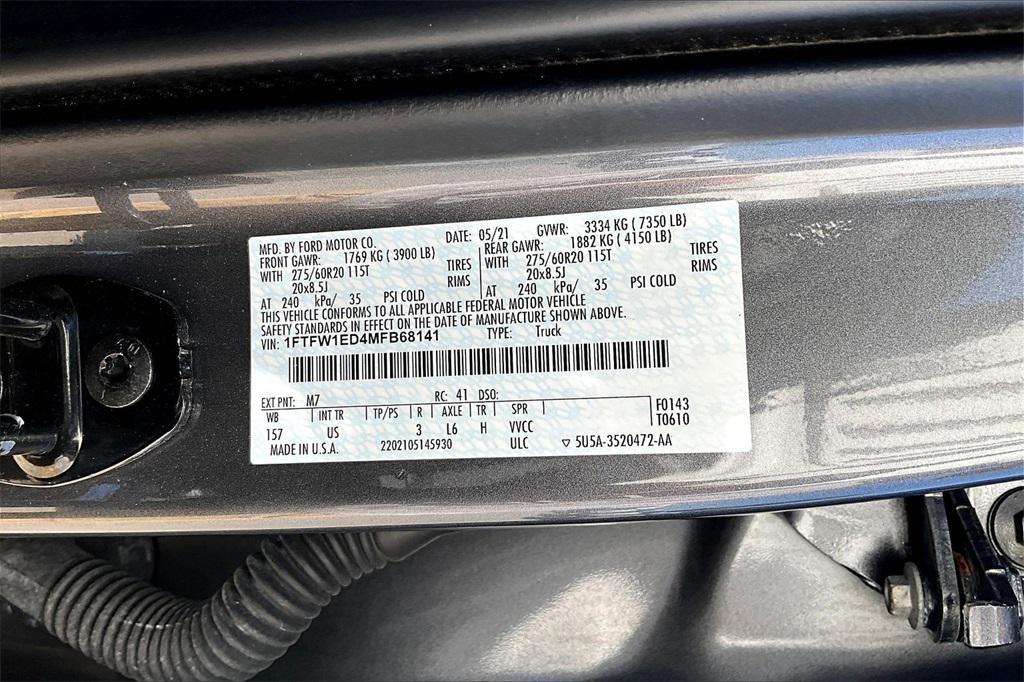 MFD. BY FORD MOTOR CO. DATE: 05/21 GVWR: 3334 KG ( 7350 LB)
FRONT GAWR: 1769 KG ( 3900 LB) REAR GAWR: 1882 KG ( 4150 LB)
WITH 275/60R20 115T TIRES WITH 275/60R20 115T TIRES
20x8.5J RIMS 20x8.5J RIMS
AT 240 kPa/ 35 PSI COLD AT 240 kPa/ 35 PSI COLD
THIS VEHICLE CONFORMS TO ALL APPLICABLE FEDERAL MOTOR VEHICLE
SAFETY STANDARDS IN EFFECT ON THE DATE OF MANUFACTURE SHOWN ABOVE.
VIN: 1FTFW1ED4MFB68141 TYPE: Truck
EXT PNT: M7 RC: 41 DSO:
WB INT TR TP/PS R AXLE TR SPR F0143
157 US 3 L6 H VVCC T0610
MADE IN U.S.A. 2202105145930 ULC ▽ 5U5A-3520472-AA